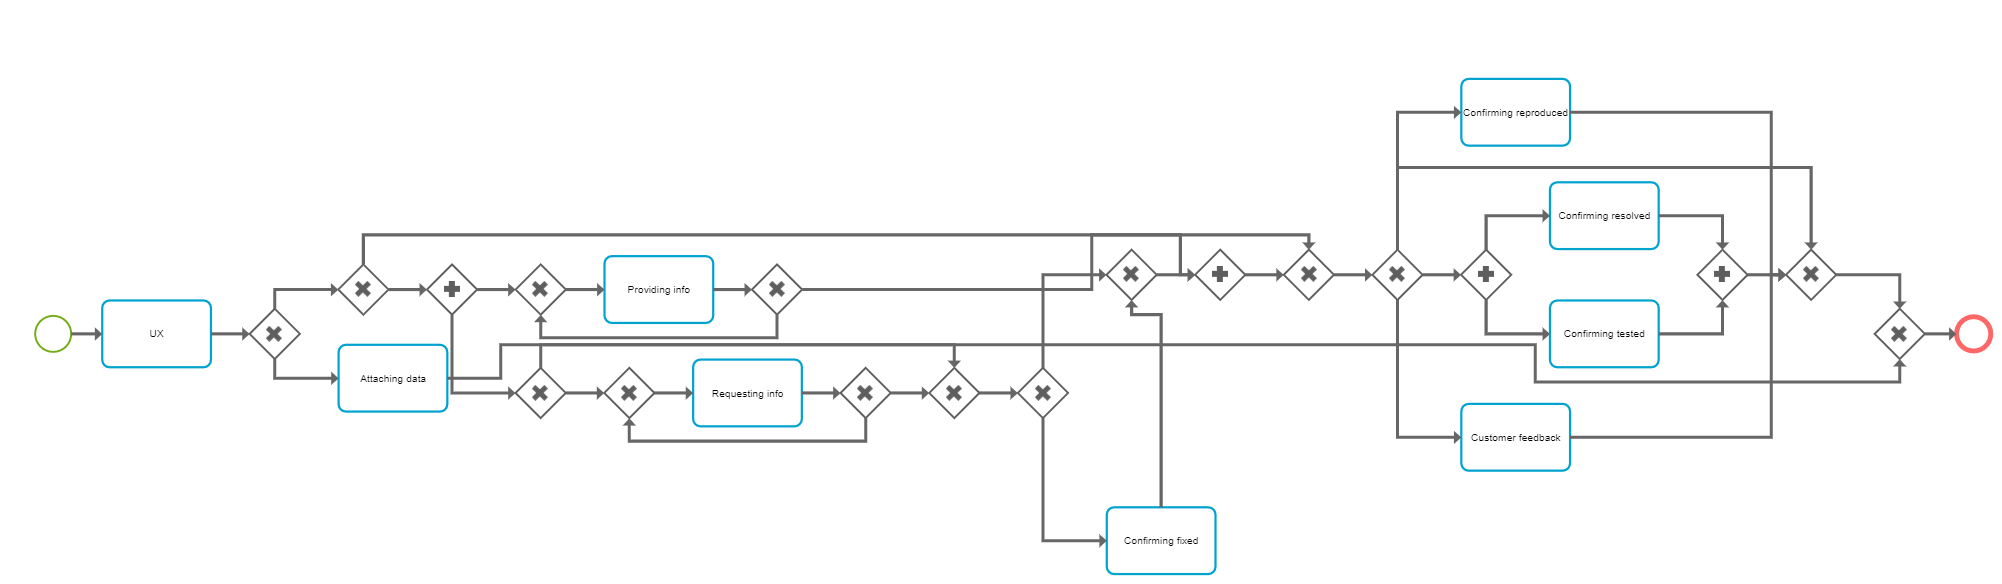 UX
Attaching data
Providing info
Requesting info
Confirming fixed
Confirming reproduced
Confirming resolved
Confirming tested
Customer feedback